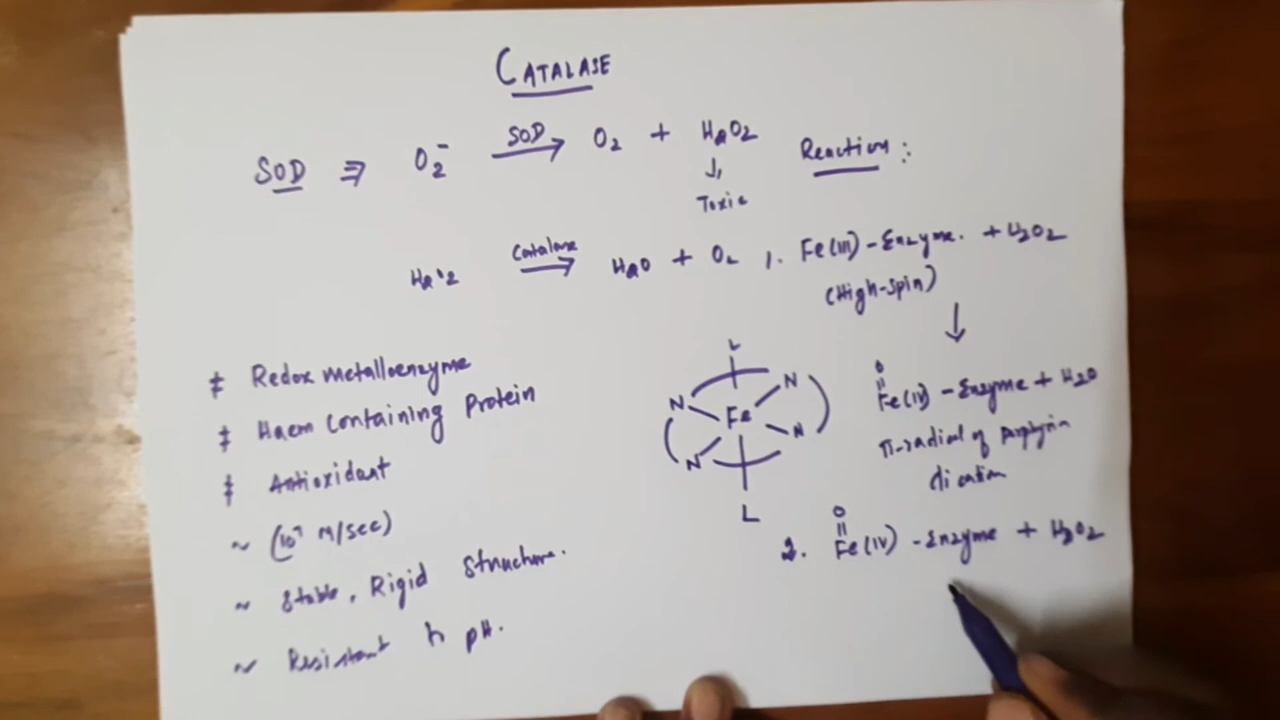 CATALASE
SOD ⇒ O2⁻ SOD → O2 + H2O2
↓
Toxic
Reaction :
H2O2 Catalase → H2O + O2
1. Fe(III) - Enzyme. + H2O2
(High-spin)
↓
O
||
Fe(IV) - Enzyme + H2O
π-radial of Porphyrin
dication
L
N N
Fe
N N
L
‡ Redox metalloenzyme
‡ Haem containing Protein
‡ Antioxidant
~ (10⁷ M/sec)
~ Stable, Rigid Structure.
~ Resistant to pH.
O
||
2. Fe(IV) - Enzyme + H2O2